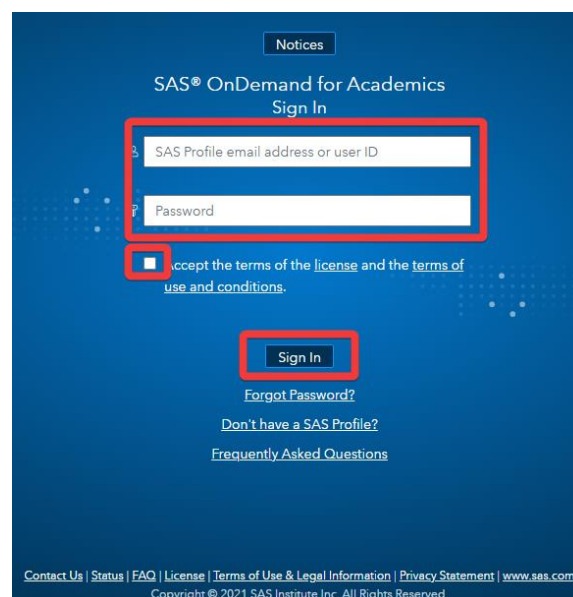 Notices
SAS® OnDemand for Academics
Sign In
SAS Profile email address or user ID
Password
Accept the terms of the license and the terms of
use and conditions.
Sign In
Forgot Password?
Don't have a SAS Profile?
Frequently Asked Questions
Contact Us | Status | FAQ | License | Terms of Use & Legal Information | Privacy Statement | www.sas.com
Copyright © 2021 SAS Institute Inc. All Rights Reserved